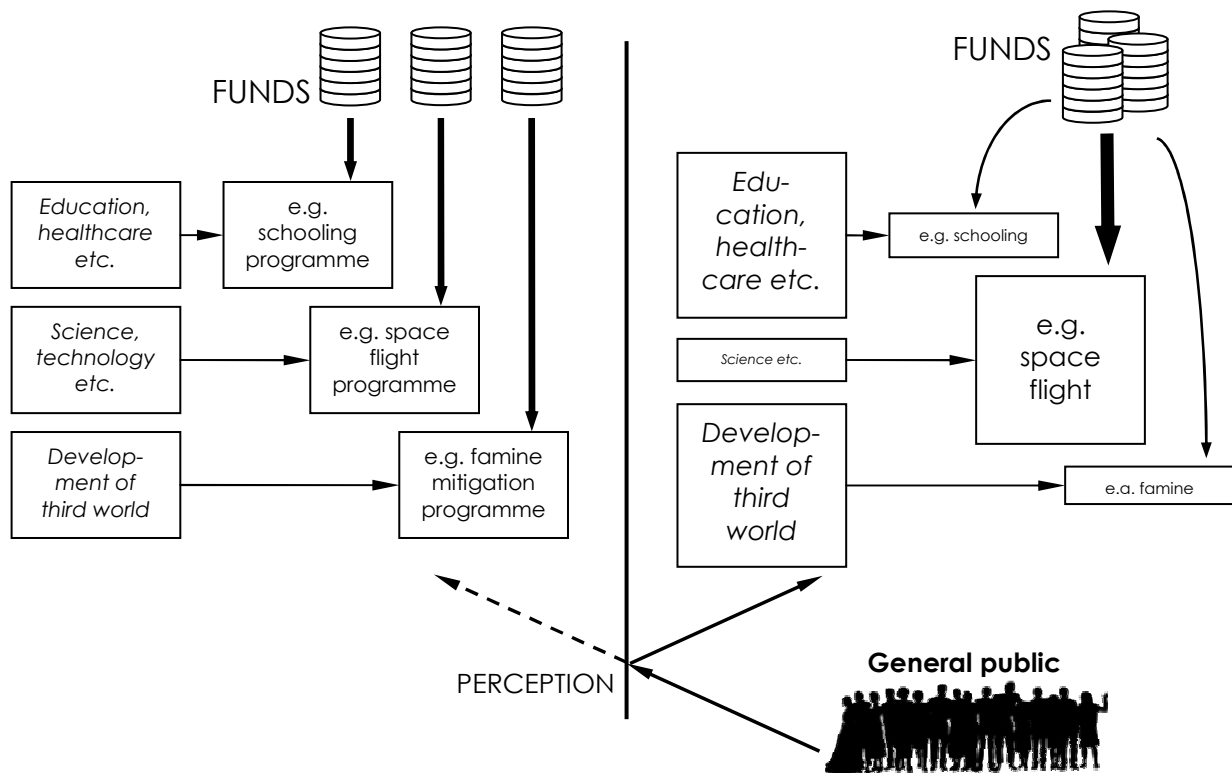 FUNDS
Education,
healthcare
etc.
e.g.
schooling
programme
Science,
technology
etc.
e.g. space
flight
programme
Develop-
ment of
third world
e.g. famine
mitigation
programme
PERCEPTION
FUNDS
Edu-
cation,
health-
care etc.
e.g. schooling
Science etc.
e.g.
space
flight
Develop-
ment of
third
world
e.a. famine
General public